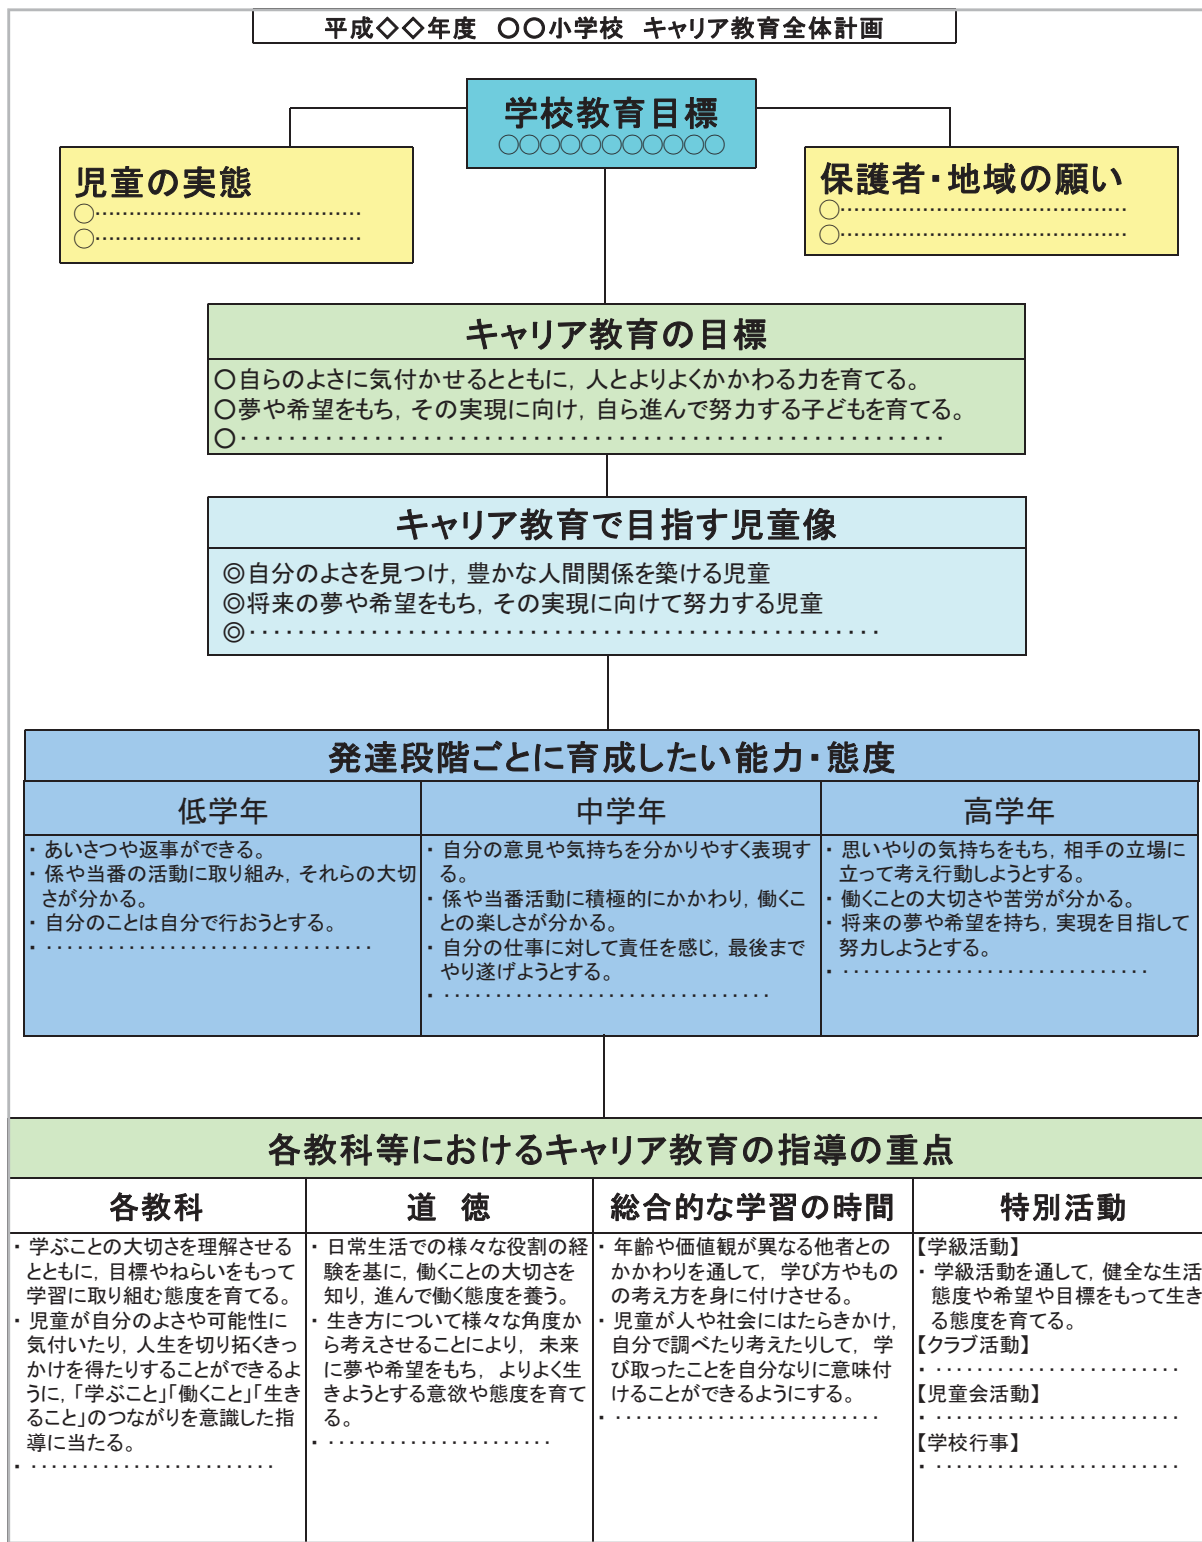 平成◇◇年度　○○小学校　キャリア教育全体計画
学校教育目標
○○○○○○○○○○○
児童の実態
○‥‥‥‥‥‥‥‥‥‥‥‥‥‥‥‥‥‥‥
○‥‥‥‥‥‥‥‥‥‥‥‥‥‥‥‥‥‥‥
保護者・地域の願い
○‥‥‥‥‥‥‥‥‥‥‥‥‥‥‥‥‥‥‥
○‥‥‥‥‥‥‥‥‥‥‥‥‥‥‥‥‥‥‥
キャリア教育の目標
○自らのよさに気付かせるとともに，人とよりよくかかわる力を育てる。
○夢や希望をもち，その実現に向け，自ら進んで努力する子どもを育てる。
○・・・・・・・・・・・・・・・・・・・・・・・・・・・・・・・・・・・・・・・・・・・・・・・・・・・・・・・・・・
キャリア教育で目指す児童像
◎自分のよさを見つけ，豊かな人間関係を築ける児童
◎将来の夢や希望をもち，その実現に向けて努力する児童
◎・・・・・・・・・・・・・・・・・・・・・・・・・・・・・・・・・・・・・・・・・・・・・・・・・・・・
発達段階ごとに育成したい能力・態度
低学年
・ あいさつや返事ができる。
・ 係や当番の活動に取り組み，それらの大切
さが分かる。
・ 自分のことは自分で行おうとする。
・ ・・・・・・・・・・・・・・・・・・・・・・・・・・・・・・・・
中学年
・ 自分の意見や気持ちを分かりやすく表現す
る。
・ 係や当番活動に積極的にかかわり，働くこ
との楽しさが分かる。
・ 自分の仕事に対して責任を感じ，最後まで
やり遂げようとする。
・ ・・・・・・・・・・・・・・・・・・・・・・・・・・・・・・・・
高学年
・ 思いやりの気持ちをもち，相手の立場に
立って考え行動しようとする。
・ 働くことの大切さや苦労が分かる。
・ 将来の夢や希望を持ち，実現を目指して
努力しようとする。
・ ・・・・・・・・・・・・・・・・・・・・・・・・・・・・・・
各教科等におけるキャリア教育の指導の重点
各教科
・ 学ぶことの大切さを理解させる
とともに，目標やねらいをもって
学習に取り組む態度を育てる。
・ 児童が自分のよさや可能性に
気付いたり，人生を切り拓くきっ
かけを得たりすることができるよ
うに，「学ぶこと」「働くこと」「生き
ること」のつながりを意識した指
導に当たる。
・ ・・・・・・・・・・・・・・・・・・・・・・・・
道　徳
・ 日常生活での様々な役割の経
験を基に，働くことの大切さを
知り，進んで働く態度を養う。
・ 生き方について様々な角度か
ら考えさせることにより，未来
に夢や希望をもち，よりよく生
きようとする意欲や態度を育て
る。
・ ・・・・・・・・・・・・・・・・・・・・・・
総合的な学習の時間
・ 年齢や価値観が異なる他者との
かかわりを通して，学び方やもの
の考え方を身に付けさせる。
・ 児童が人や社会にはたらきかけ，
自分で調べたり考えたりして，学
び取ったことを自分なりに意味付
けることができるようにする。
・ ・・・・・・・・・・・・・・・・・・・・・・・・・・
特別活動
【学級活動】
・ 学級活動を通して，健全な生活
態度や希望や目標をもって生き
る態度を育てる。
【クラブ活動】
・ ・・・・・・・・・・・・・・・・・・・・・・・・
【児童会活動】
・ ・・・・・・・・・・・・・・・・・・・・・・・・
【学校行事】
・ ・・・・・・・・・・・・・・・・・・・・・・・・